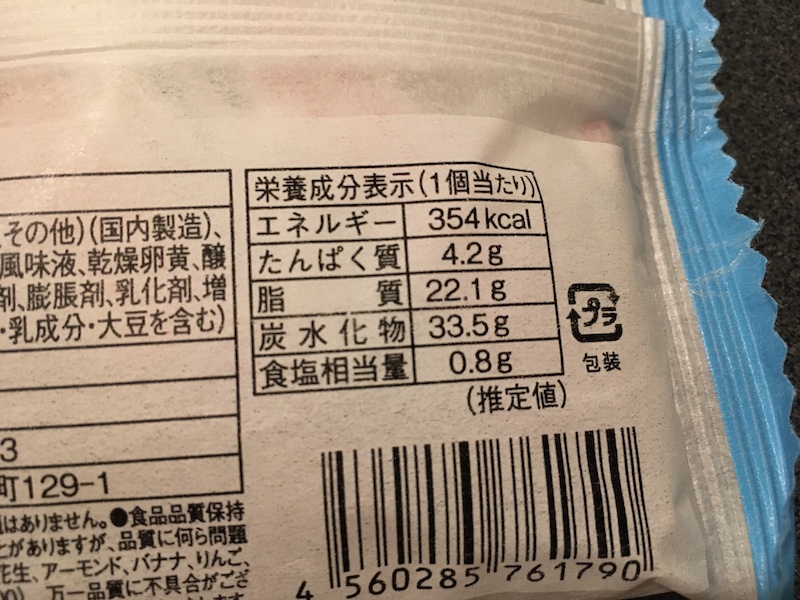 その他)(国内製造)、
風味液、乾燥卵黄、醸
剤、膨脹剤、乳化剤、増
・乳成分・大豆を含む)
3
町129-1
はありません。●食品品質保持
とがありますが、品質に何ら問題
花生、アーモンド、バナナ、りんご、
万一品質に不具合がござ
栄養成分表示(1個当たり)
エネルギー 354kcal
たんぱく質 4.2g
脂質 22.1g
炭水化物 33.5g
食塩相当量 0.8g
(推定値)
プラ
包装
4 560285 761790